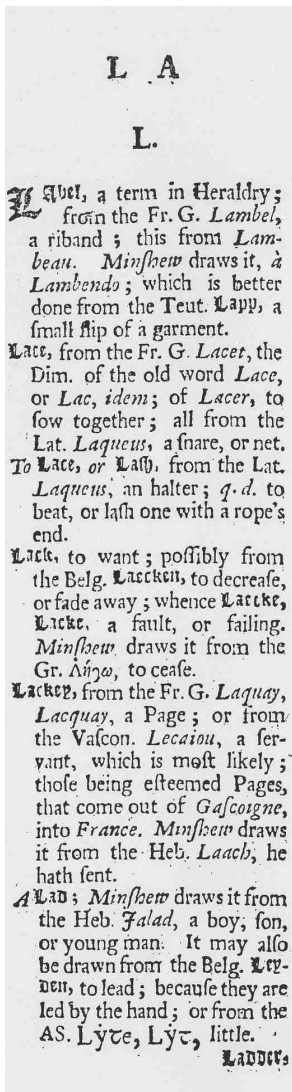 L A
L.
LAbel, a term in Heraldry;
from the Fr. G. Lambel,
a riband; this from Lam-
beau. Minſhew draws it, à
Lambendo; which is better
done from the Teut. Lapp, a
ſmall ſlip of a garment.
Lace, from the Fr. G. Lacet, the
Dim. of the old word Lace,
or Lac, idem; of Lacer, to
ſow together; all from the
Lat. Laqueus, a ſnare, or net.
To Lace, or Laſh, from the Lat.
Laqueus, an halter; q. d. to
beat, or laſh one with a rope's
end.
Lack, to want; poſſibly from
the Belg. Laecken, to decreaſe,
or fade away; whence Laecke,
Lacke, a fault, or failing.
Minſhew draws it from the
Gr. Λήγω, to ceaſe.
Lackey, from the Fr. G. Laquay,
Lacquay, a Page; or from
the Vaſcon. Lecaiou, a ſer-
vant, which is moſt likely;
thoſe being eſteemed Pages,
that come out of Gaſcoigne,
into France. Minſhew draws
it from the Heb. Laach, he
hath ſent.
A Lad; Minſhew draws it from
the Heb. Jalad, a boy, ſon,
or young man. It may alſo
be drawn from the Belg. Ley-
den, to lead; becauſe they are
led by the hand; or from the
AS. Lẏte, Lẏt, little.
Ladder,